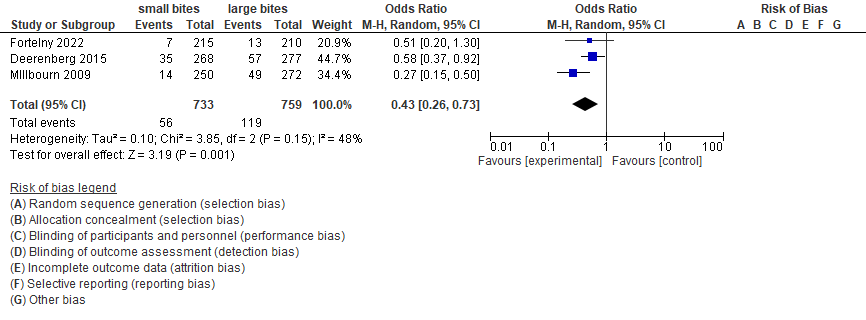 small bites large bites Odds Ratio Odds Ratio Risk of Bias
Study or Subgroup Events Total Events Total Weight M-H, Random, 95% CI M-H, Random, 95% CI A B C D E F G
Fortelny 2022 7 215 13 210 20.9% 0.51 [0.20, 1.30]
Deerenberg 2015 35 268 57 277 44.7% 0.58 [0.37, 0.92]
MIllbourn 2009 14 250 49 272 34.4% 0.27 [0.15, 0.50]
Total (95% CI) 733 759 100.0% 0.43 [0.26, 0.73]
Total events 56 119
Heterogeneity: Tau² = 0.10; Chi² = 3.85, df = 2 (P = 0.15); I² = 48%
Test for overall effect: Z = 3.19 (P = 0.001)
0.01 0.1 1 10 100
Favours [experimental] Favours [control]
Risk of bias legend
(A) Random sequence generation (selection bias)
(B) Allocation concealment (selection bias)
(C) Blinding of participants and personnel (performance bias)
(D) Blinding of outcome assessment (detection bias)
(E) Incomplete outcome data (attrition bias)
(F) Selective reporting (reporting bias)
(G) Other bias